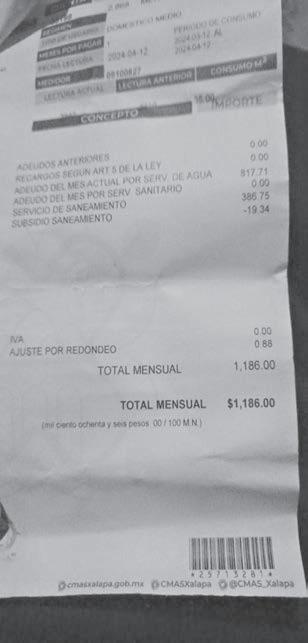 DOMESTICO MEDIO
PERIODO DE CONSUMO
MESES POR PAGAR 1
2024-03-12 AL
2024-04-12
FECHA LECTURA 2024-04-12
MEDIDOR 09100827
LECTURA ACTUAL LECTURA ANTERIOR CONSUMO M³
CONCEPTO IMPORTE
ADEUDOS ANTERIORES 0.00
RECARGOS SEGUN ART 5 DE LA LEY 0.00
ADEUDO DEL MES ACTUAL POR SERV. DE AGUA 817.71
ADEUDO DEL MES POR SERV SANITARIO 0.00
SERVICIO DE SANEAMIENTO 386.75
SUBSIDIO SANEAMIENTO -19.34
IVA 0.00
AJUSTE POR REDONDEO 0.88
TOTAL MENSUAL 1,186.00
TOTAL MENSUAL $1,186.00
(mil ciento ochenta y seis pesos 00 / 100 M.N.)
*25713281*
cmasxalapa.gob.mx CMASXalapa @CMAS_Xalapa